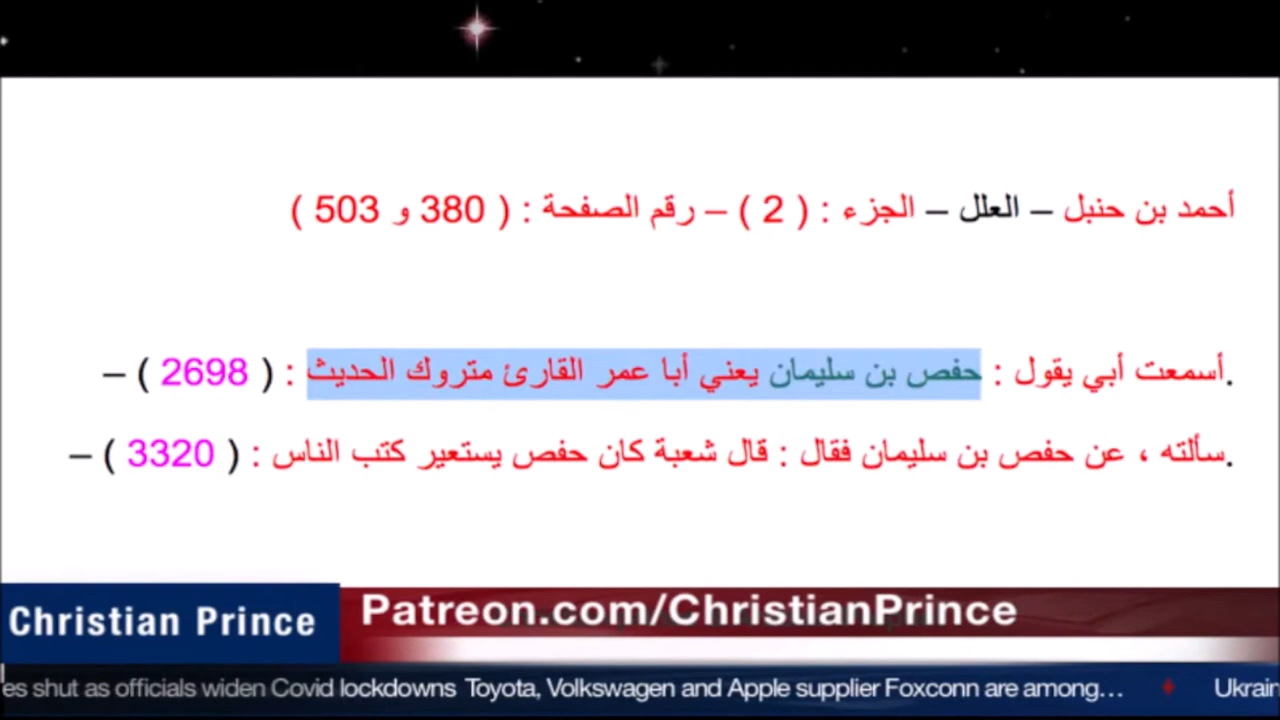 أحمد بن حنبل – العلل – الجزء : ( 2 ) – رقم الصفحة : ( 380 و 503 )
.أسمعت أبي يقول : حفص بن سليمان يعني أبا عمر القارئ متروك الحديث : ( 2698 ) –
.سألته ، عن حفص بن سليمان فقال : قال شعبة كان حفص يستعير كتب الناس : ( 3320 ) –
Christian Prince
Patreon.com/ChristianPrince
es shut as officials widen Covid lockdowns Toyota, Volkswagen and Apple supplier Foxconn are among... ♦ Ukrain